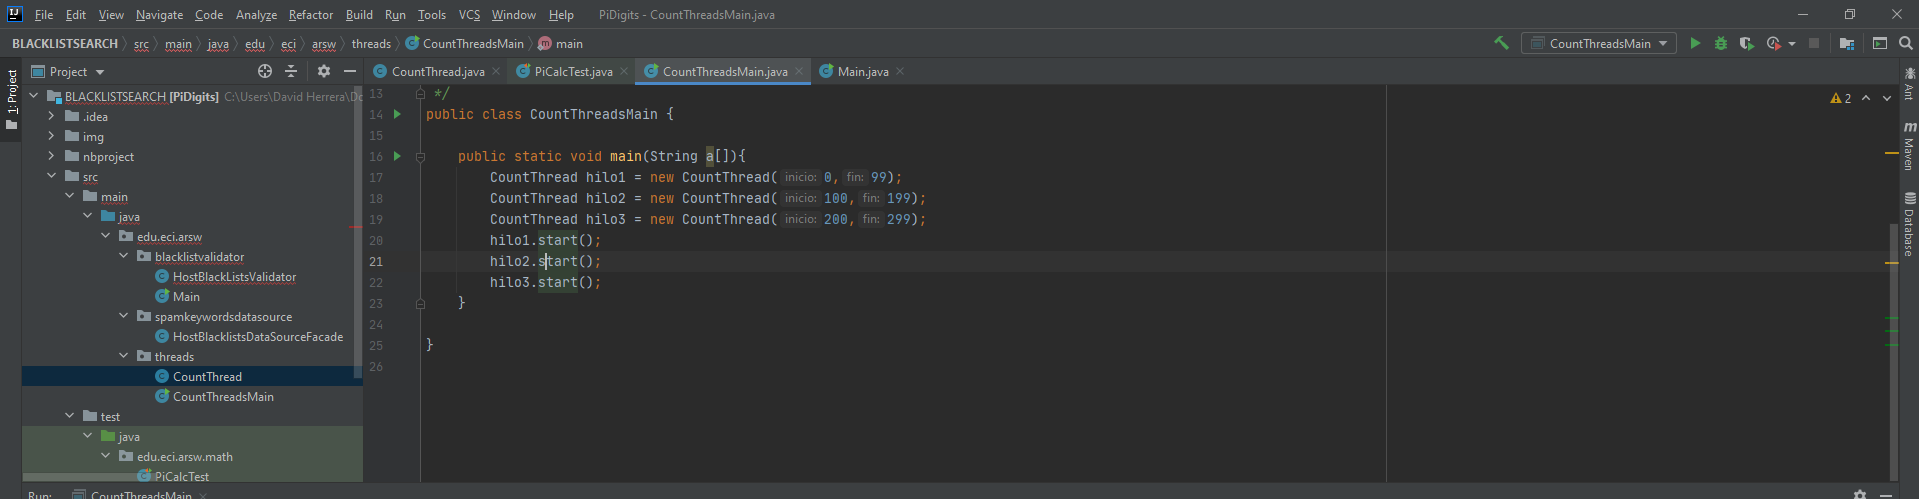 File Edit View Navigate Code Analyze Refactor Build Run Tools VCS Window Help PiDigits - CountThreadsMain.java
BLACKLISTSEARCH src main java edu eci arsw threads CountThreadsMain main CountThreadsMain
Project CountThread.java PiCalcTest.java CountThreadsMain.java Main.java
1: Project
BLACKLISTSEARCH [PiDigits] C:\Users\David Herrera\Do
.idea
img
nbproject
src
main
java
edu.eci.arsw
blacklistvalidator
HostBlackListsValidator
Main
spamkeywordsdatasource
HostBlacklistsDataSourceFacade
threads
CountThread
CountThreadsMain
test
java
edu.eci.arsw.math
PiCalcTest
13 */
14 public class CountThreadsMain {
15
16 public static void main(String a[]){
17 CountThread hilo1 = new CountThread( inicio: 0, fin: 99);
18 CountThread hilo2 = new CountThread( inicio: 100, fin: 199);
19 CountThread hilo3 = new CountThread( inicio: 200, fin: 299);
20 hilo1.start();
21 hilo2.start();
22 hilo3.start();
23 }
24
25 }
26
2
Ant
Maven
Database
Run: CountThreadsMain